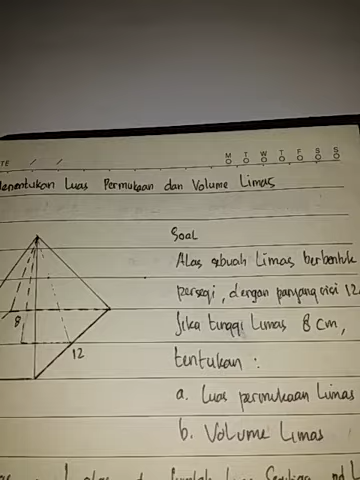 TE / / M T W T F S S
Menentukan Luas Permukaan dan Volume Limas
Soal
Alas sebuah Limas berbentuk
persegi, dengan panjang sisi 12
Jika tinggi Limas 8 cm,
tentukan :
8
12
a. Luas permukaan Limas
b. Volume Limas